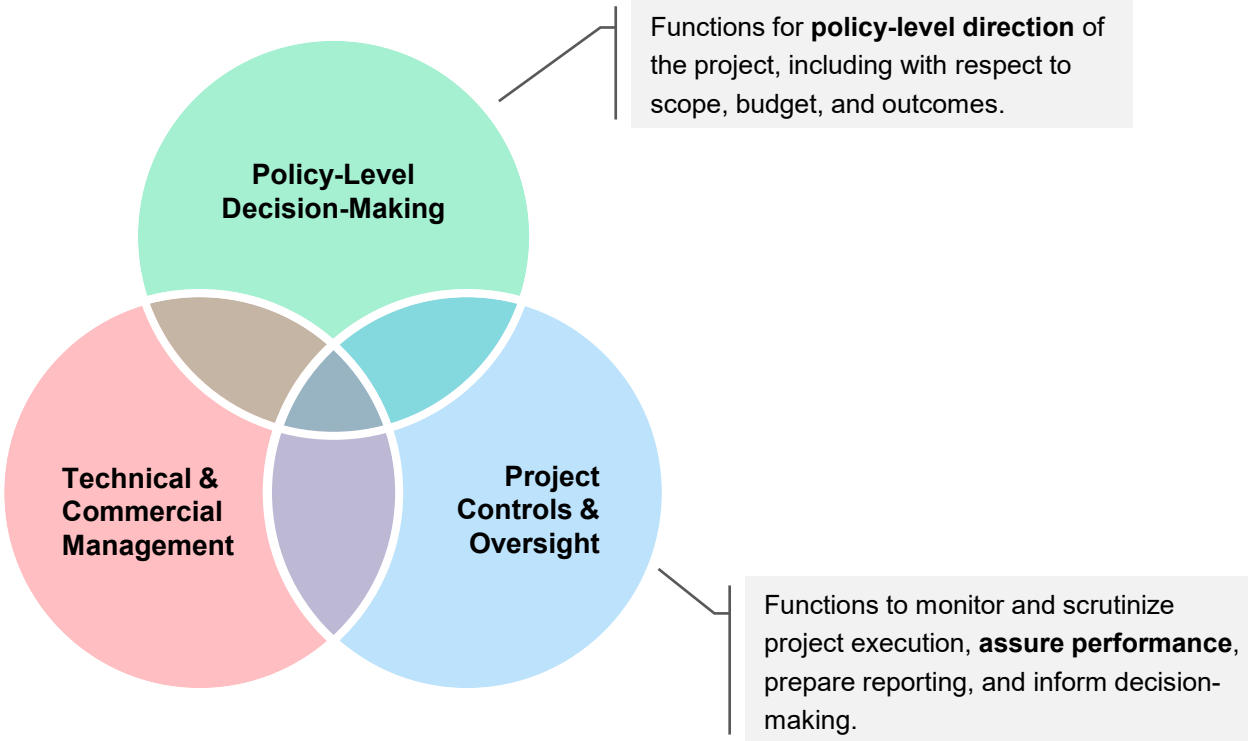 Functions for policy-level direction of
the project, including with respect to
scope, budget, and outcomes.
Policy-Level
Decision-Making
Technical &
Commercial
Management
Project
Controls &
Oversight
Functions to monitor and scrutinize
project execution, assure performance,
prepare reporting, and inform decision-
making.